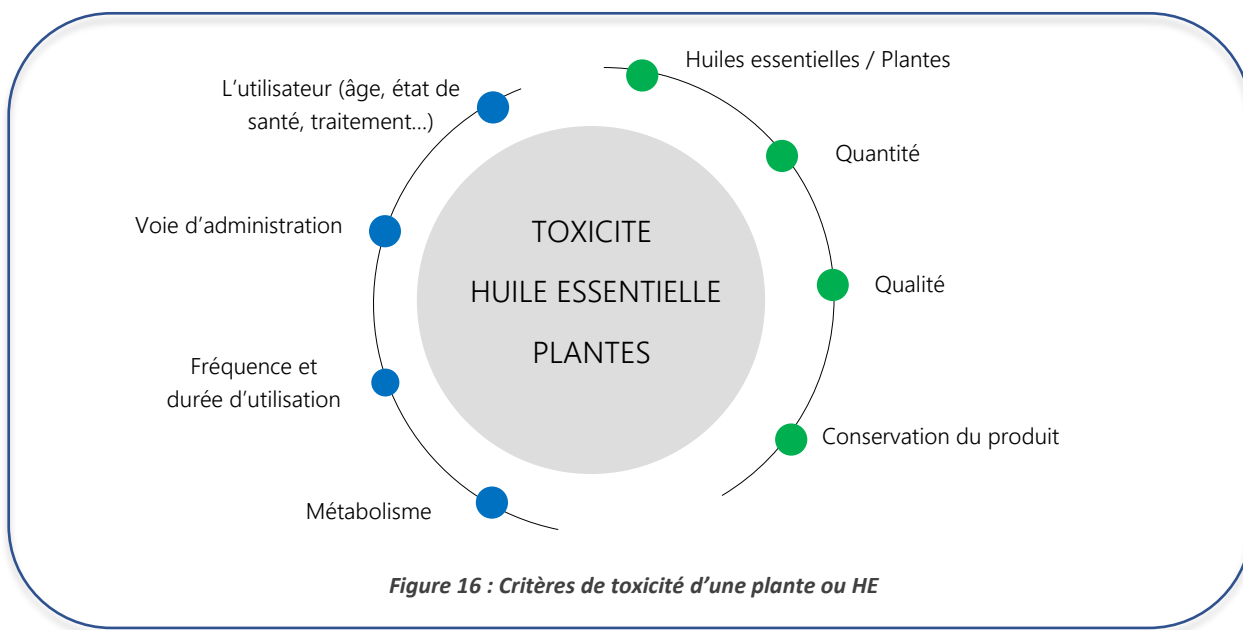 L’utilisateur (âge, état de
santé, traitement…)
Voie d’administration
Fréquence et
durée d’utilisation
Métabolisme
TOXICITE
HUILE ESSENTIELLE
PLANTES
Huiles essentielles / Plantes
Quantité
Qualité
Conservation du produit
Figure 16 : Critères de toxicité d’une plante ou HE